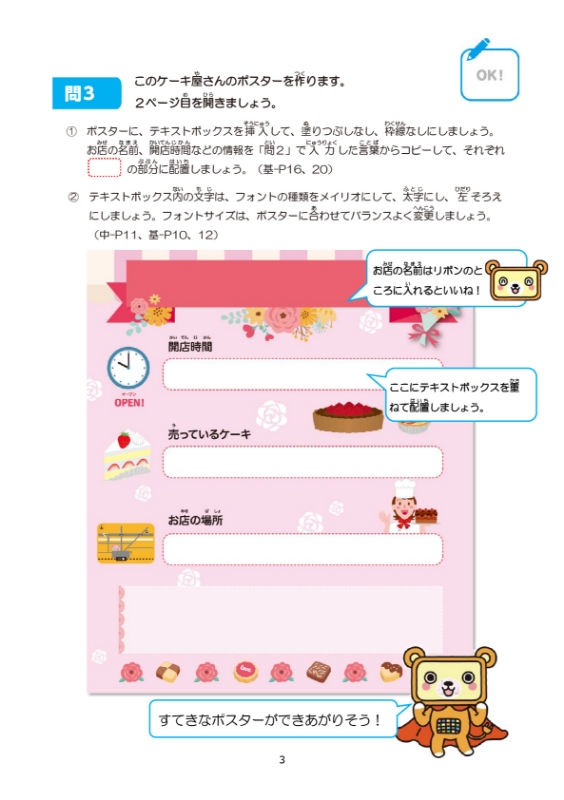 OK!
問3
このケーキ屋さんのポスターを作ります。
2ページ目を開きましょう。
① ポスターに、テキストボックスを挿入して、塗りつぶしなし、枠線なしにしましょう。
お店の名前、開店時間などの情報を「問2」で入力した言葉からコピーして、それぞれ
の部分に配置しましょう。（基-P16、20）
② テキストボックス内の文字は、フォントの種類をメイリオにして、太字にし、左そろえ
にしましょう。フォントサイズは、ポスターに合わせてバランスよく変更しましょう。
（中-P11、基-P10、12）
お店の名前はリボンのと
ころに入れるといいね！
開店時間
オープン
OPEN!
ここにテキストボックスを重
ねて配置しましょう。
売っているケーキ
お店の場所
すてきなポスターができあがりそう！
3